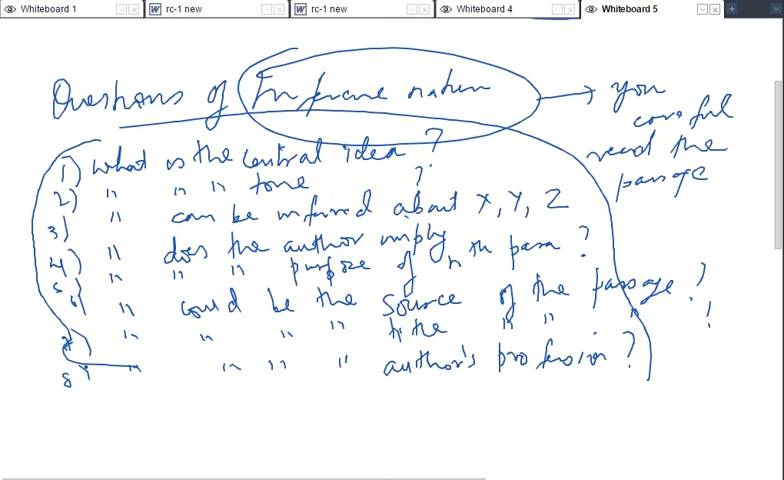 Whiteboard 1
rc-1 new
rc-1 new
Whiteboard 4
Whiteboard 5
Questions of Inference nature → you
careful
read the
passage
1) What is the central idea ?
2) " " " tone ?
3) " can be inferred about X, Y, Z
4) " does the author imply
5) " " " purpose of nth para ?
6) " could be the source of the passage ?
7) " " " " " the " " !
8) " " " " author's profession ?